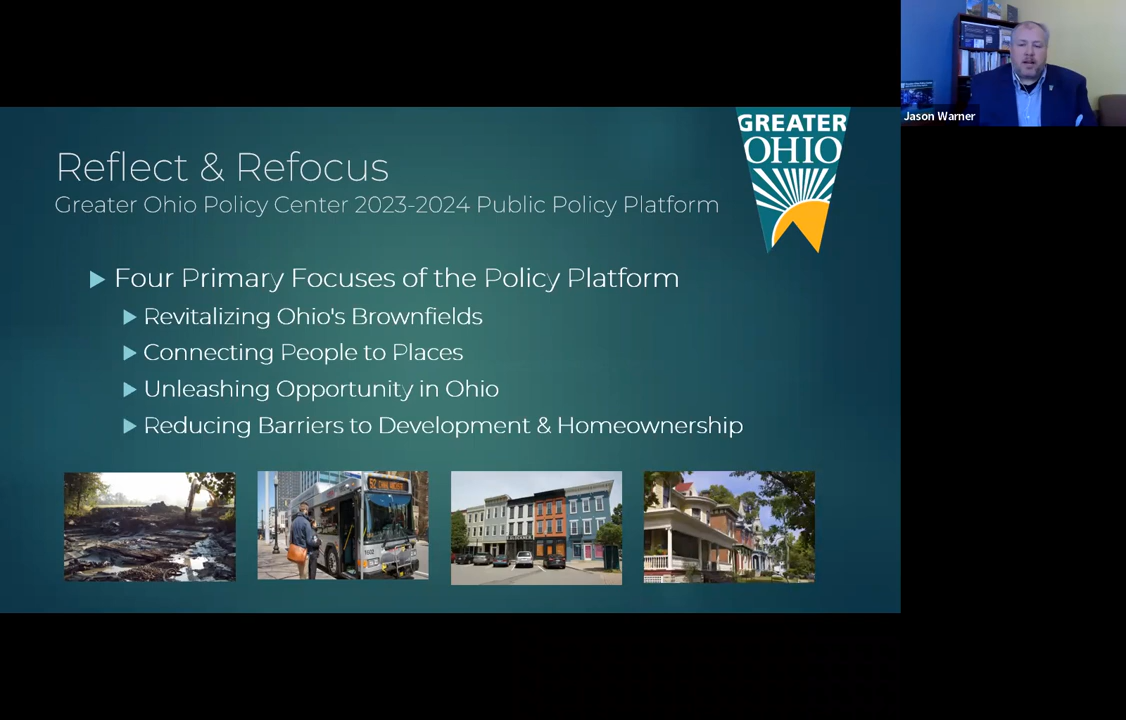 Jason Warner
GREATER
OHIO
Reflect & Refocus
Greater Ohio Policy Center 2023-2024 Public Policy Platform
Four Primary Focuses of the Policy Platform
Revitalizing Ohio's Brownfields
Connecting People to Places
Unleashing Opportunity in Ohio
Reducing Barriers to Development & Homeownership
52
1602